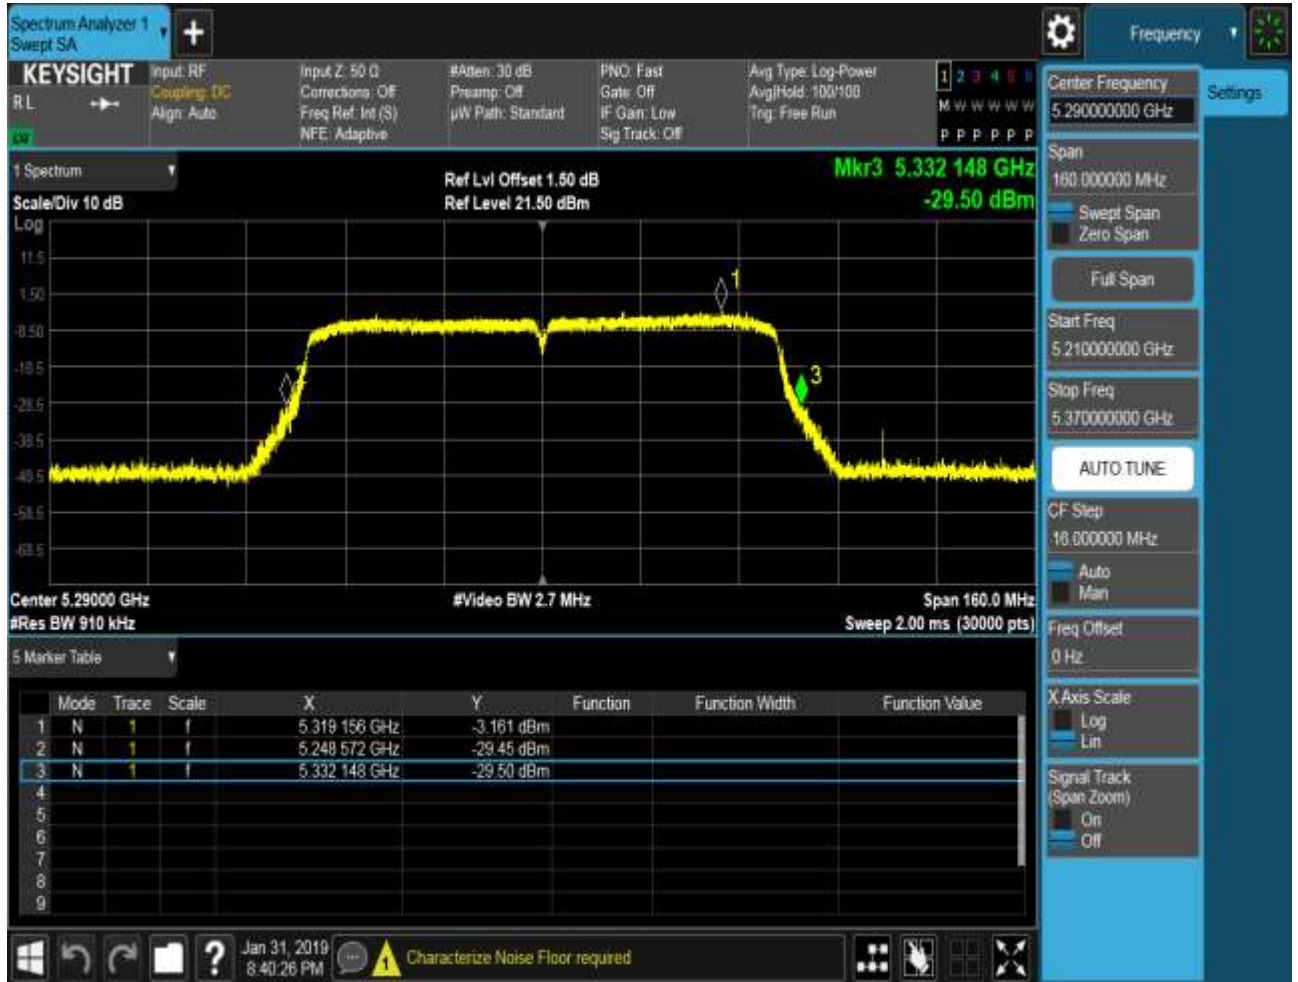 Spectrum Analyzer 1
Swept SA
+
Frequency
KEYSIGHT
RL
Input: RF
Coupling: DC
Align: Auto
Input Z: 50 Ω
Corrections: Off
Freq Ref: Int (S)
NFE: Adaptive
#Atten: 30 dB
Preamp: Off
µW Path: Standard
PNO: Fast
Gate: Off
IF Gain: Low
Sig Track: Off
Avg Type: Log-Power
Avg|Hold: 100/100
Trig: Free Run
1 2 3 4 5 6
M W W W W W
P P P P P P
1 Spectrum
Scale/Div 10 dB
Ref Lvl Offset 1.50 dB
Ref Level 21.50 dBm
Mkr3 5.332 148 GHz
-29.50 dBm
Log
11.5
1.50
-8.50
-18.5
-28.5
-38.5
-48.5
-58.5
-68.5
1
2
3
Center 5.29000 GHz
#Res BW 910 kHz
#Video BW 2.7 MHz
Span 160.0 MHz
Sweep 2.00 ms (30000 pts)
5 Marker Table
Mode Trace Scale X Y Function Function Width Function Value
1 N 1 f 5.319 156 GHz -3.161 dBm
2 N 1 f 5.248 572 GHz -29.45 dBm
3 N 1 f 5.332 148 GHz -29.50 dBm
4
5
6
7
8
9
Center Frequency
5.290000000 GHz
Settings
Span
160.000000 MHz
Swept Span
Zero Span
Full Span
Start Freq
5.210000000 GHz
Stop Freq
5.370000000 GHz
AUTO TUNE
CF Step
16.000000 MHz
Auto
Man
Freq Offset
0 Hz
X Axis Scale
Log
Lin
Signal Track
(Span Zoom)
On
Off
?
Jan 31, 2019
8:40:26 PM
1
Characterize Noise Floor required